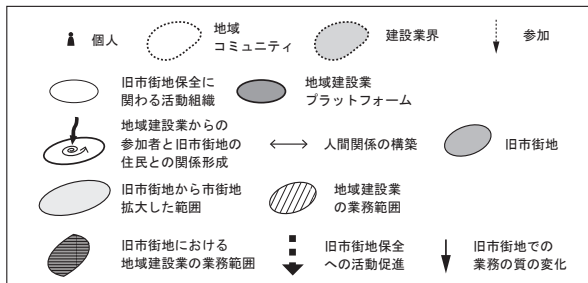 個人
地域
コミュニティ
建設業界
参加
旧市街地保全に
関わる活動組織
地域建設業
プラットフォーム
地域建設業からの
参加者と旧市街地の
住民との関係形成
人間関係の構築
旧市街地
旧市街地から市街地
拡大した範囲
地域建設業
の業務範囲
旧市街地における
地域建設業の業務範囲
旧市街地保全
への活動促進
旧市街地での
業務の質の変化